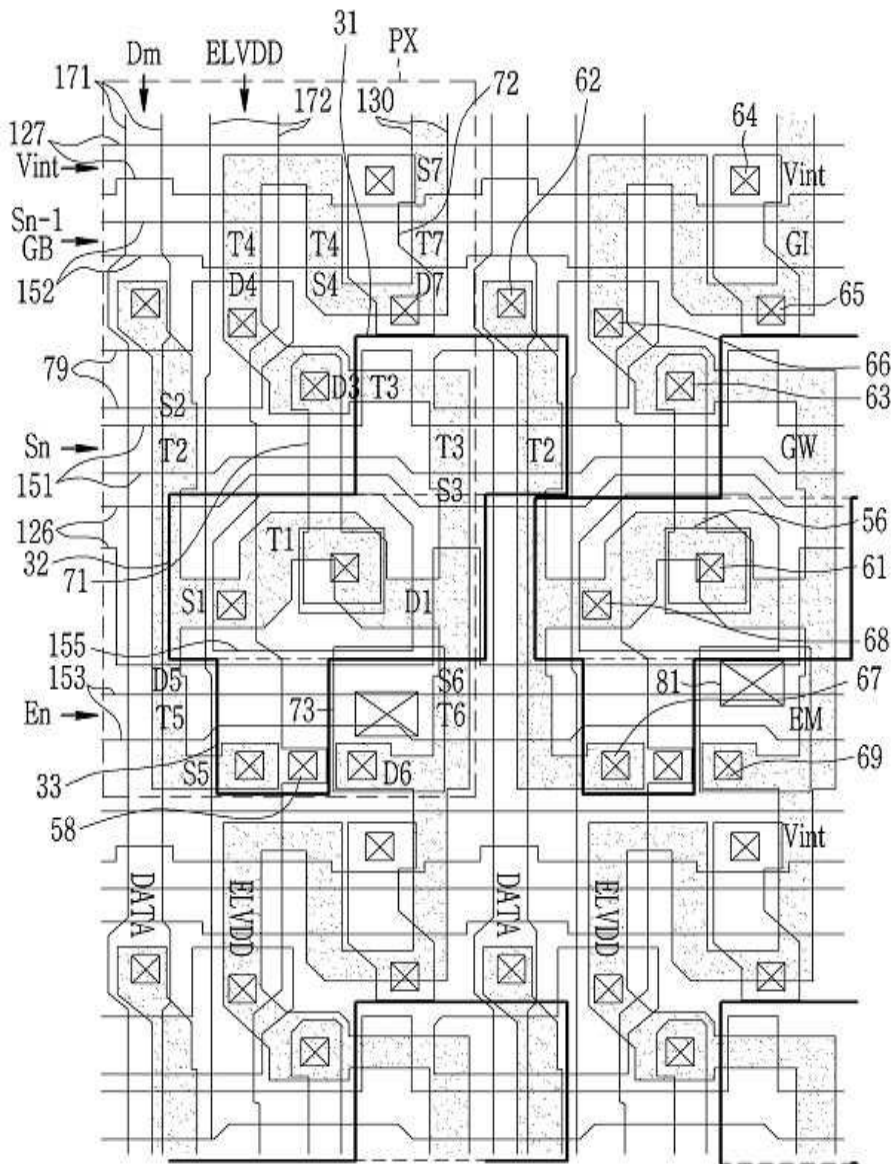 31
Dm ELVDD PX
171 172 130 72 62
127 64
Vint S7 Vint
Sn-1
GB T4 T4 T7 GI
152 D4 S4 D7 65
66
79 D3 T3 63
S2
Sn T2 T3 T2 GW
151 S3
126 56
32 T1 61
71 S1 D1
155 68
153 D5 S6 81 67
En T5 73 T6 EM
33 S5 D6 69
58
Vint
DATA ELVDD DATA ELVDD